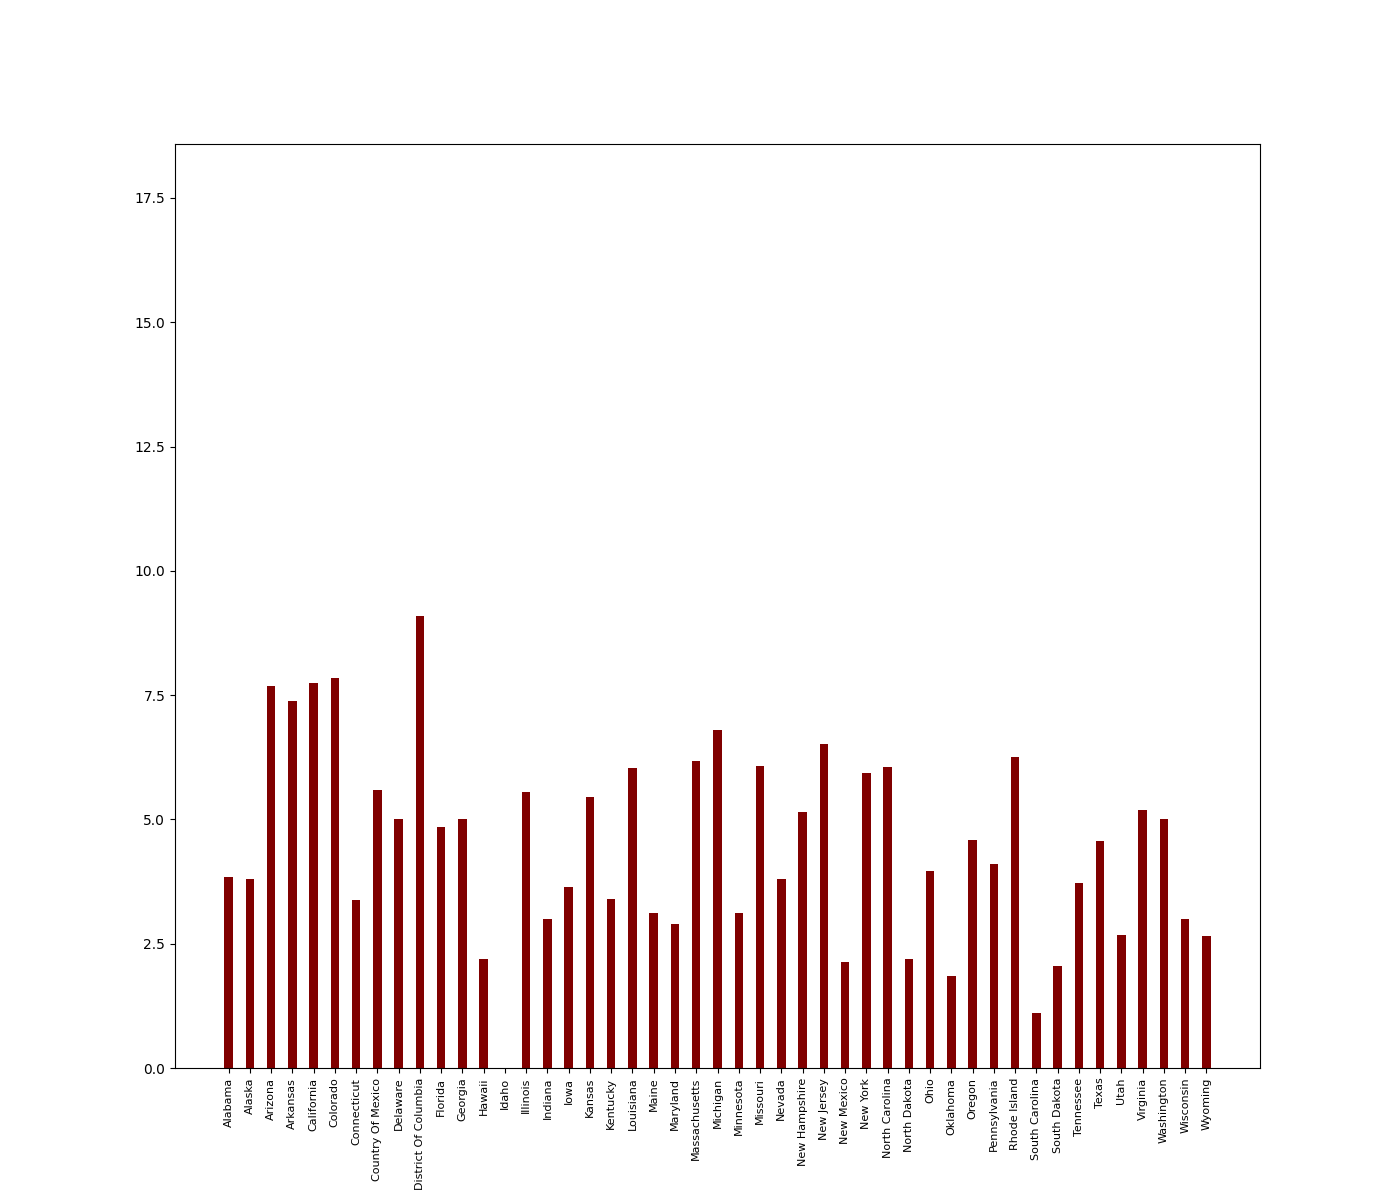 17.5
15.0
12.5
10.0
7.5
5.0
2.5
0.0
Alabama
Alaska
Arizona
Arkansas
California
Colorado
Connecticut
Country Of Mexico
Delaware
District Of Columbia
Florida
Georgia
Hawaii
Idaho
Illinois
Indiana
Iowa
Kansas
Kentucky
Louisiana
Maine
Maryland
Massachusetts
Michigan
Minnesota
Missouri
Nevada
New Hampshire
New Jersey
New Mexico
New York
North Carolina
North Dakota
Ohio
Oklahoma
Oregon
Pennsylvania
Rhode Island
South Carolina
South Dakota
Tennessee
Texas
Utah
Virginia
Washington
Wisconsin
Wyoming